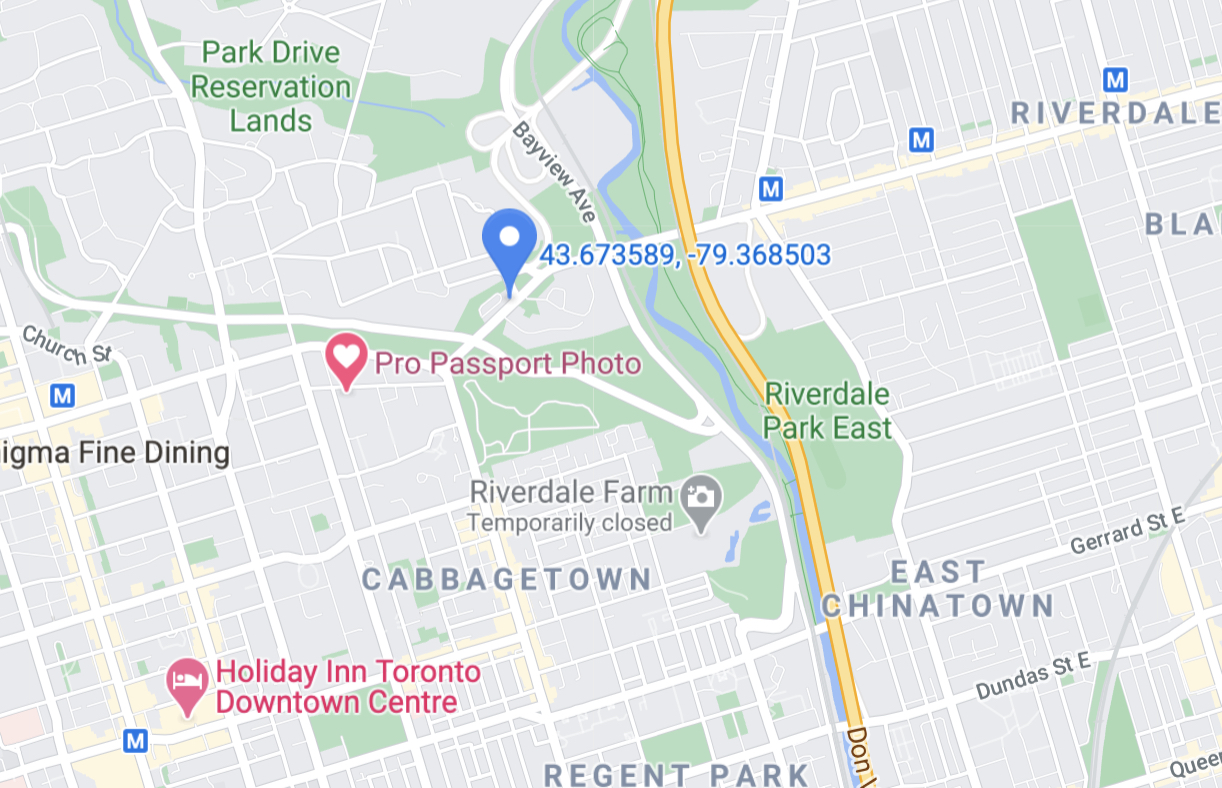 Park Drive
Reservation
Lands
M
RIVERDALE
M
Bayview Ave
M
BLA
43.673589, -79.368503
Church St
Pro Passport Photo
M
Riverdale
Park East
igma Fine Dining
Riverdale Farm
Temporarily closed
Gerrard St E
CABBAGETOWN
EAST
CHINATOWN
Holiday Inn Toronto
Downtown Centre
Dundas St E
M
Don V
REGENT PARK
Queen